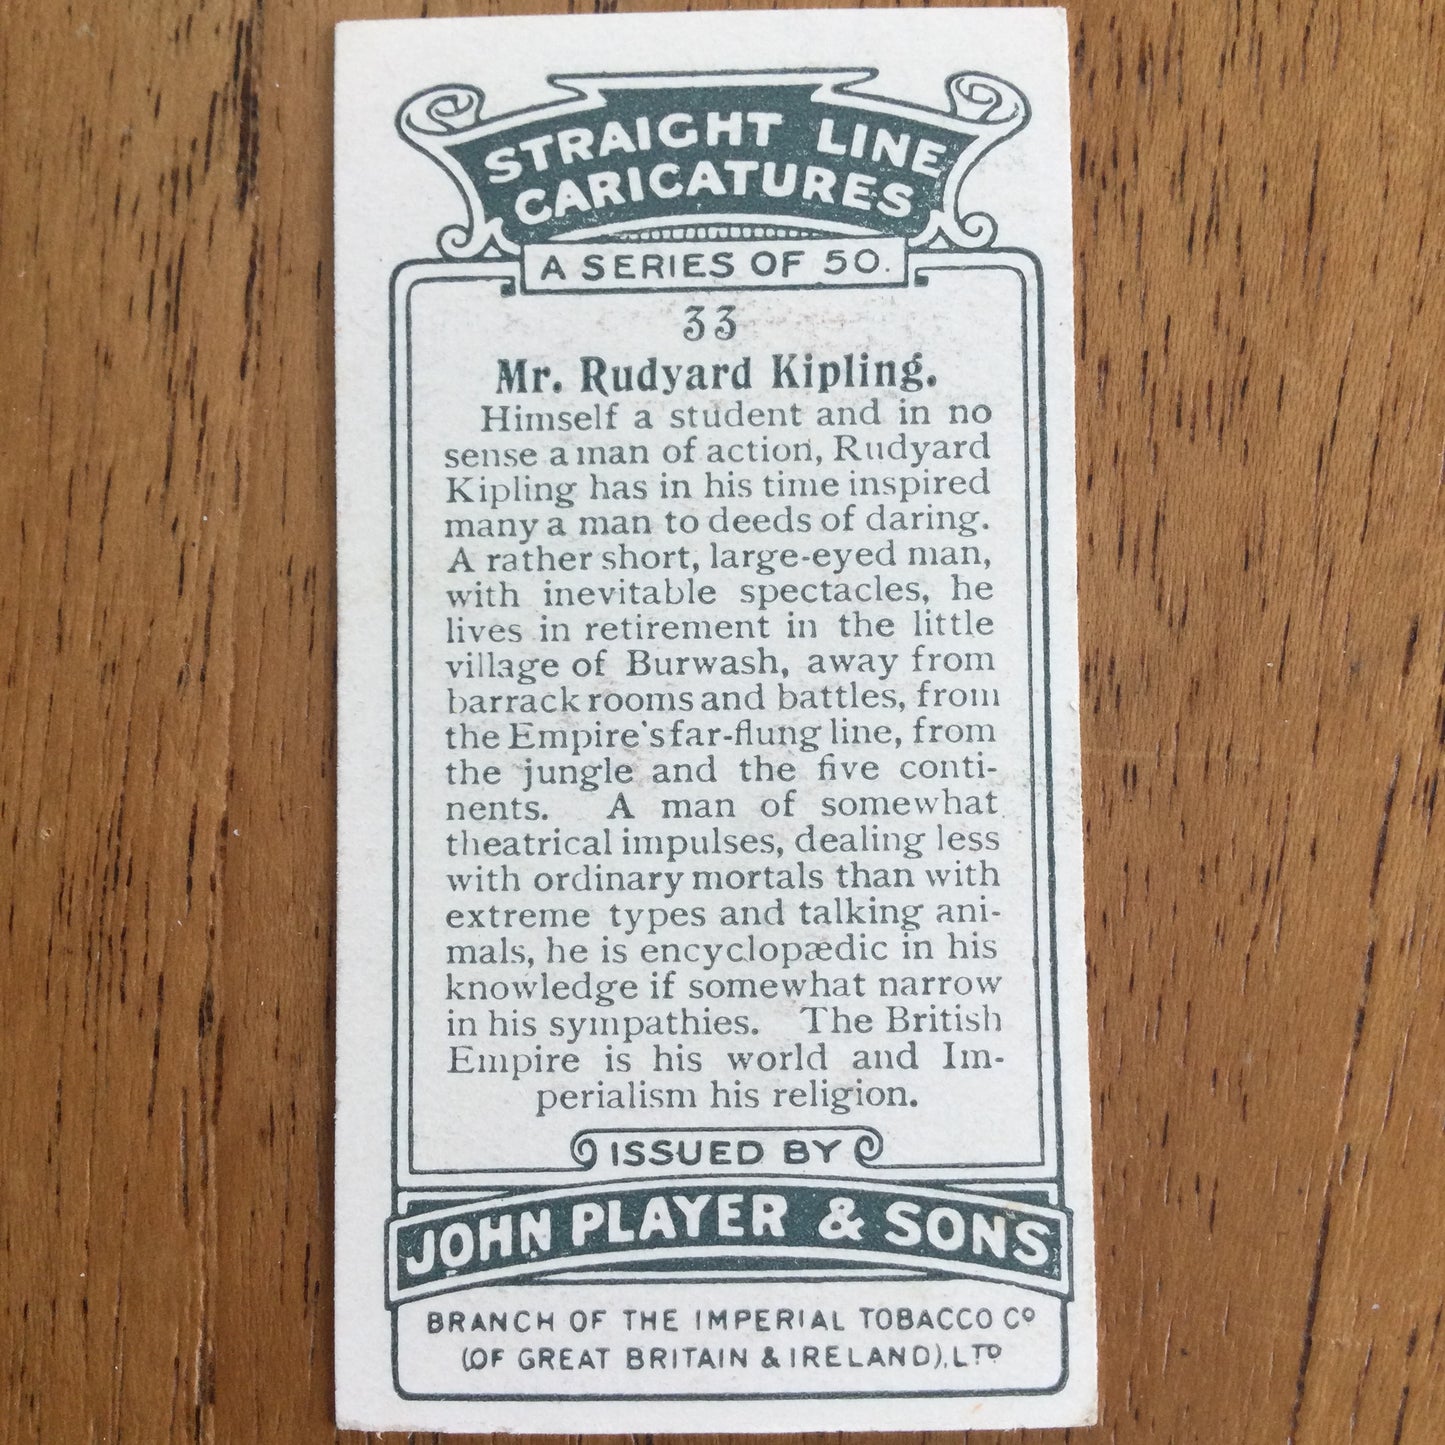 STRAIGHT LINE
CARICATURES
A SERIES OF 50.
33
Mr. Rudyard Kipling.
Himself a student and in no
sense a man of action, Rudyard
Kipling has in his time inspired
many a man to deeds of daring.
A rather short, large-eyed man,
with inevitable spectacles, he
lives in retirement in the little
village of Burwash, away from
barrack rooms and battles, from
the Empire's far-flung line, from
the jungle and the five conti-
nents. A man of somewhat
theatrical impulses, dealing less
with ordinary mortals than with
extreme types and talking ani-
mals, he is encyclopædic in his
knowledge if somewhat narrow
in his sympathies. The British
Empire is his world and Im-
perialism his religion.
ISSUED BY
JOHN PLAYER & SONS
BRANCH OF THE IMPERIAL TOBACCO Co
(OF GREAT BRITAIN & IRELAND), LTD